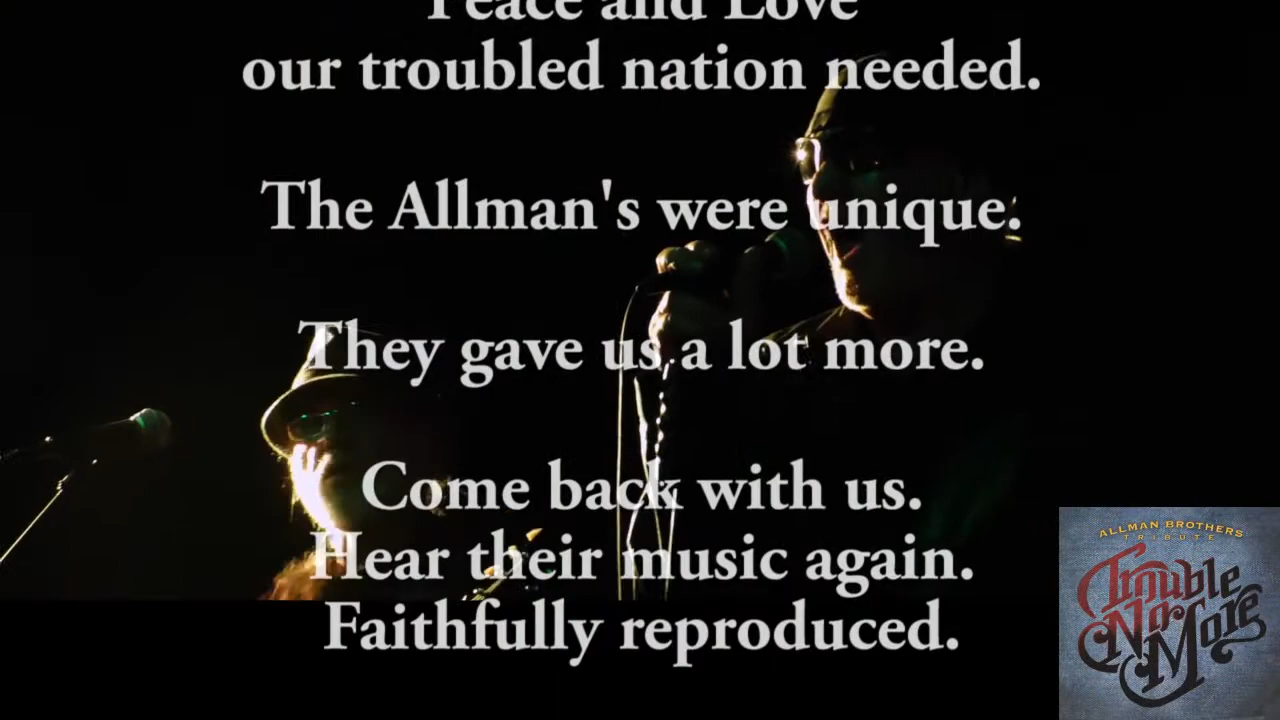 Peace and Love
our troubled nation needed.
The Allman's were unique.
They gave us a lot more.
Come back with us.
Hear their music again.
Faithfully reproduced.
ALLMAN BROTHERS
TRIBUTE
Trouble
No
More